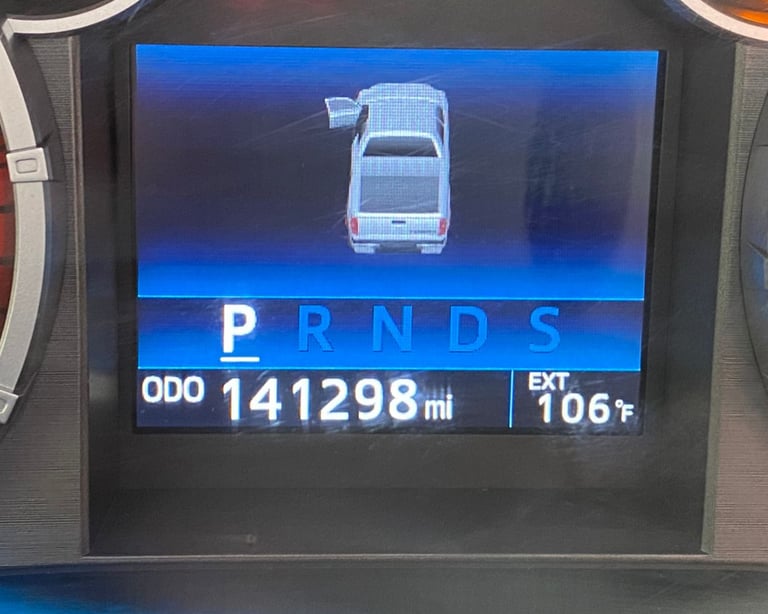 P R N D S
ODO 141298 mi
EXT
106°F